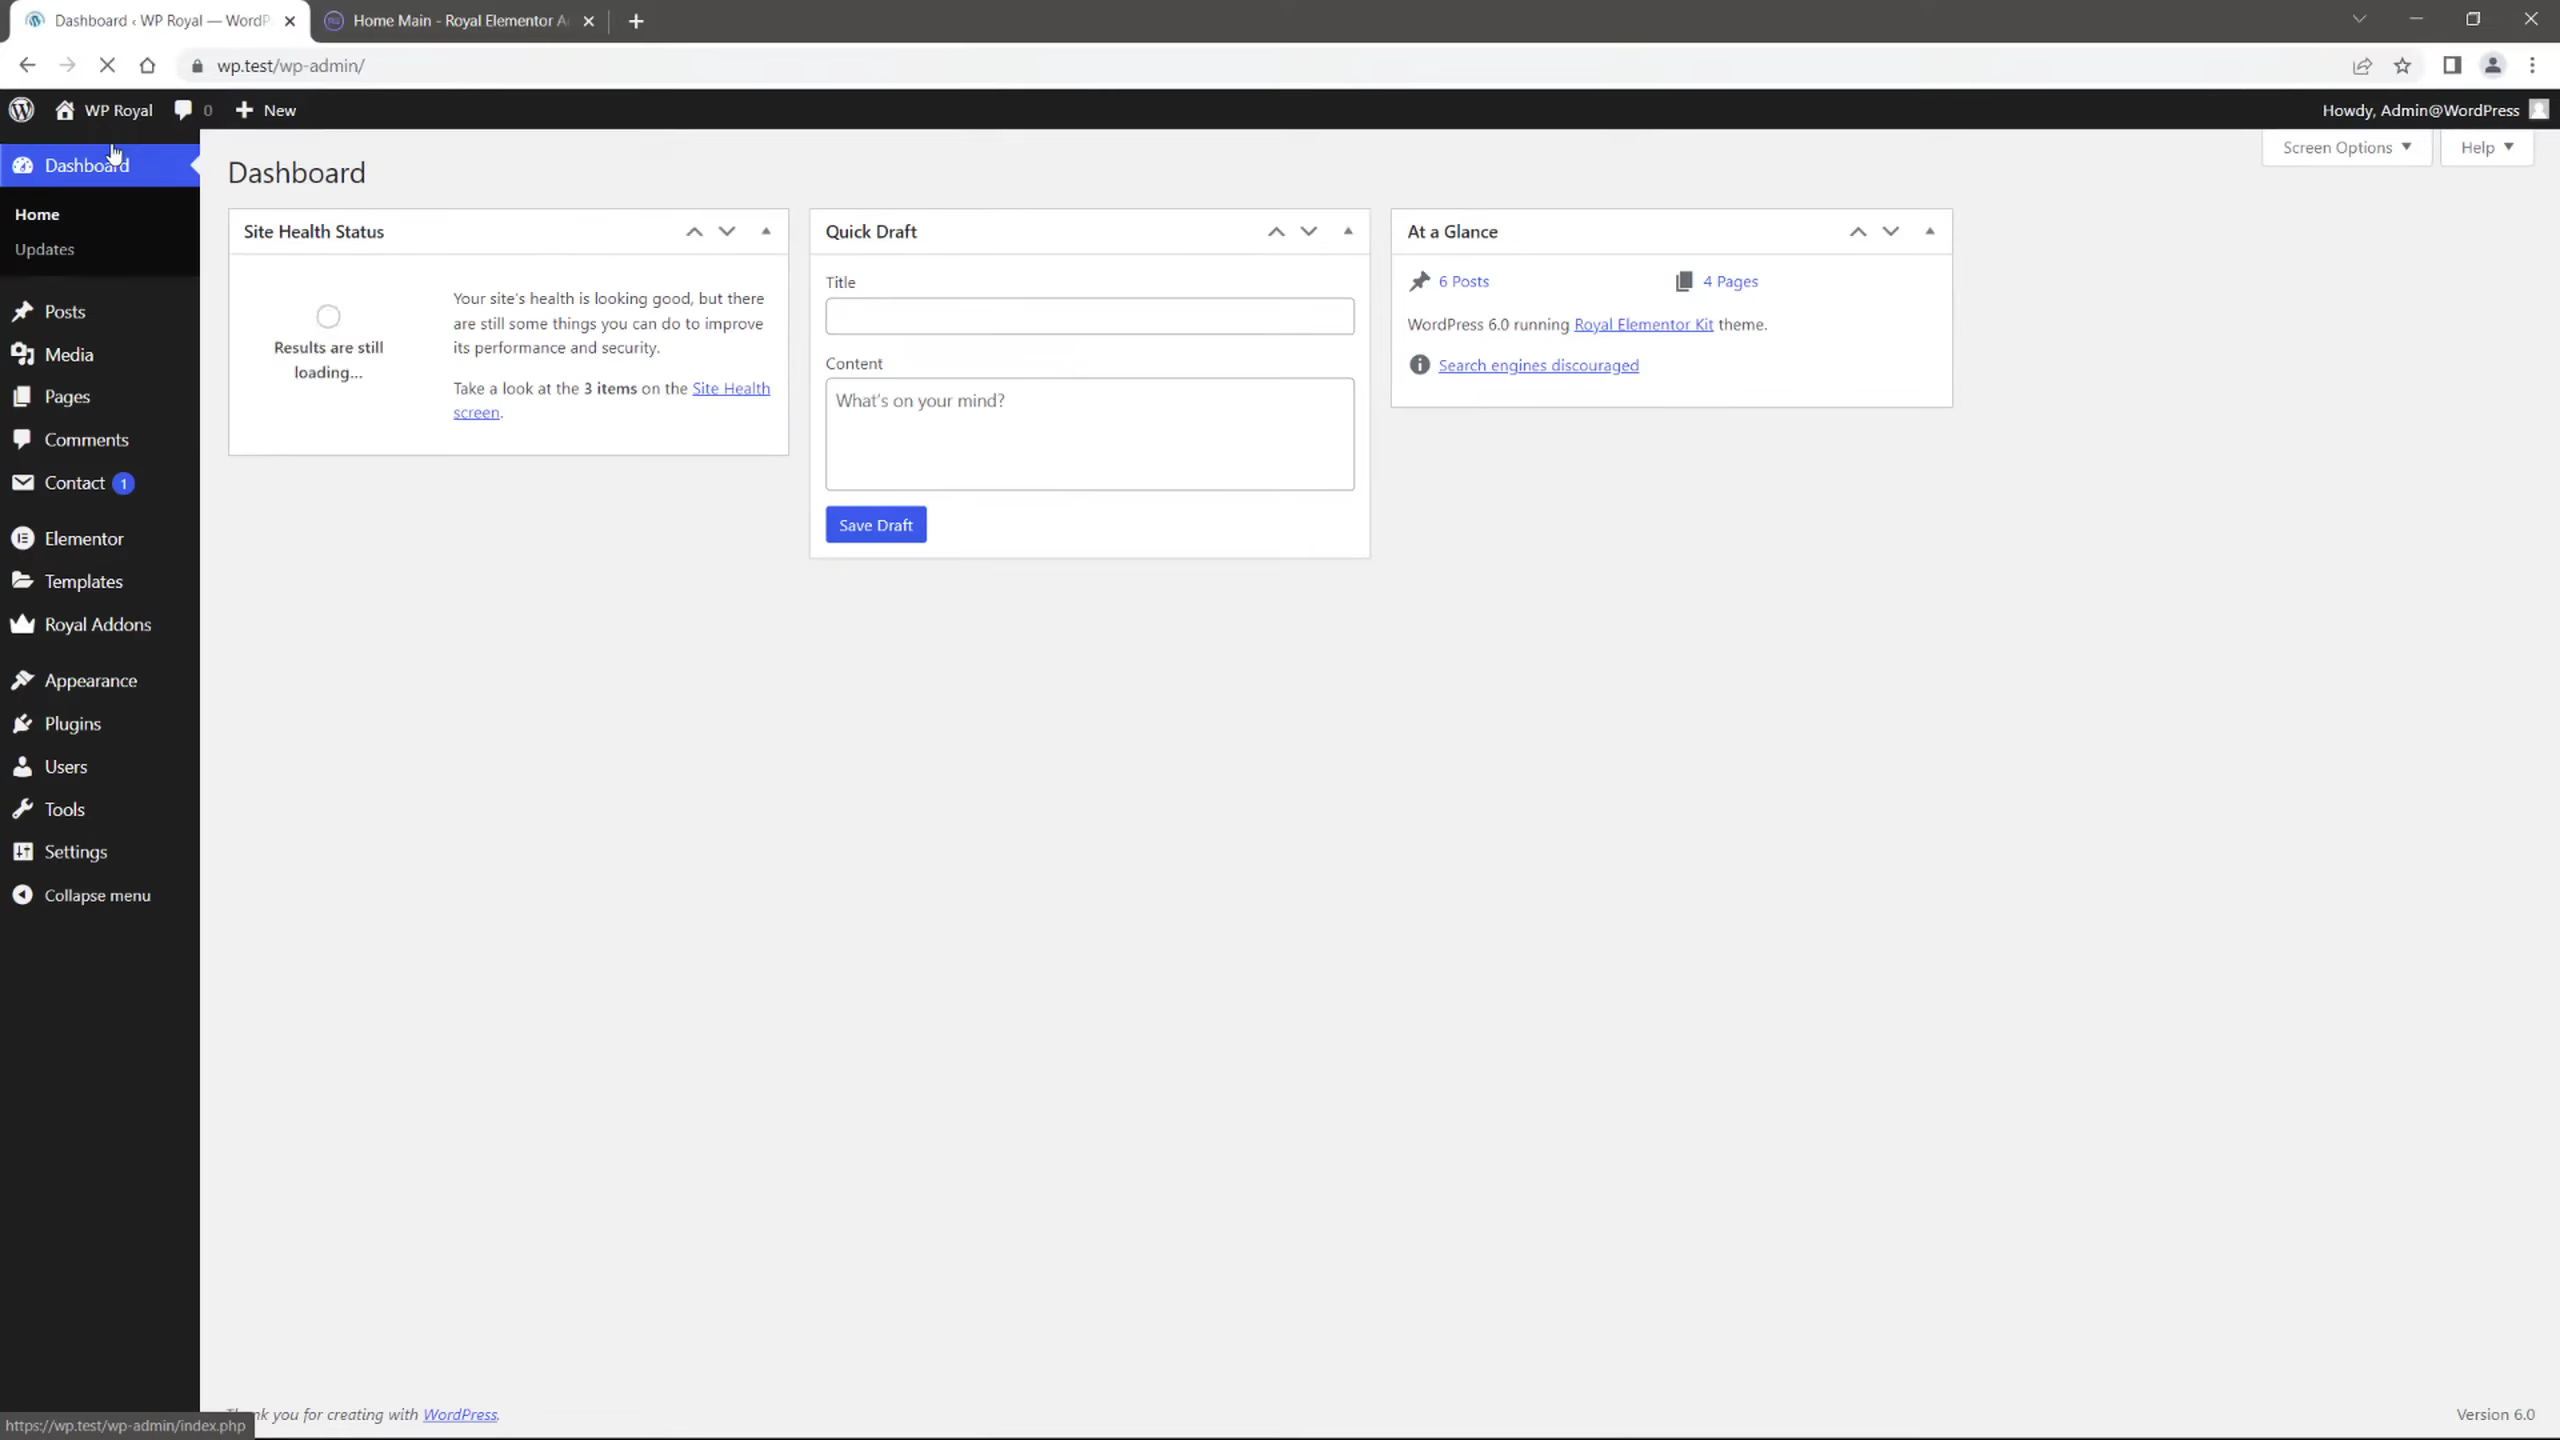 Dashboard ‹ WP Royal — WordP
Home Main - Royal Elementor A
wp.test/wp-admin/
WP Royal
0
New
Howdy, Admin@WordPress
Dashboard
Home
Updates
Posts
Media
Pages
Comments
Contact 1
Elementor
Templates
Royal Addons
Appearance
Plugins
Users
Tools
Settings
Collapse menu
Screen Options
Help
Dashboard
Site Health Status
Results are still
loading...
Your site's health is looking good, but there
are still some things you can do to improve
its performance and security.
Take a look at the 3 items on the Site Health
screen.
Quick Draft
Title
Content
What's on your mind?
Save Draft
At a Glance
6 Posts
4 Pages
WordPress 6.0 running Royal Elementor Kit theme.
Search engines discouraged
nk you for creating with WordPress.
Version 6.0
https://wp.test/wp-admin/index.php